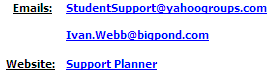 Emails: StudentSupport@yahoogroups.com
Ivan.Webb@bigpond.com
Website: Support Planner